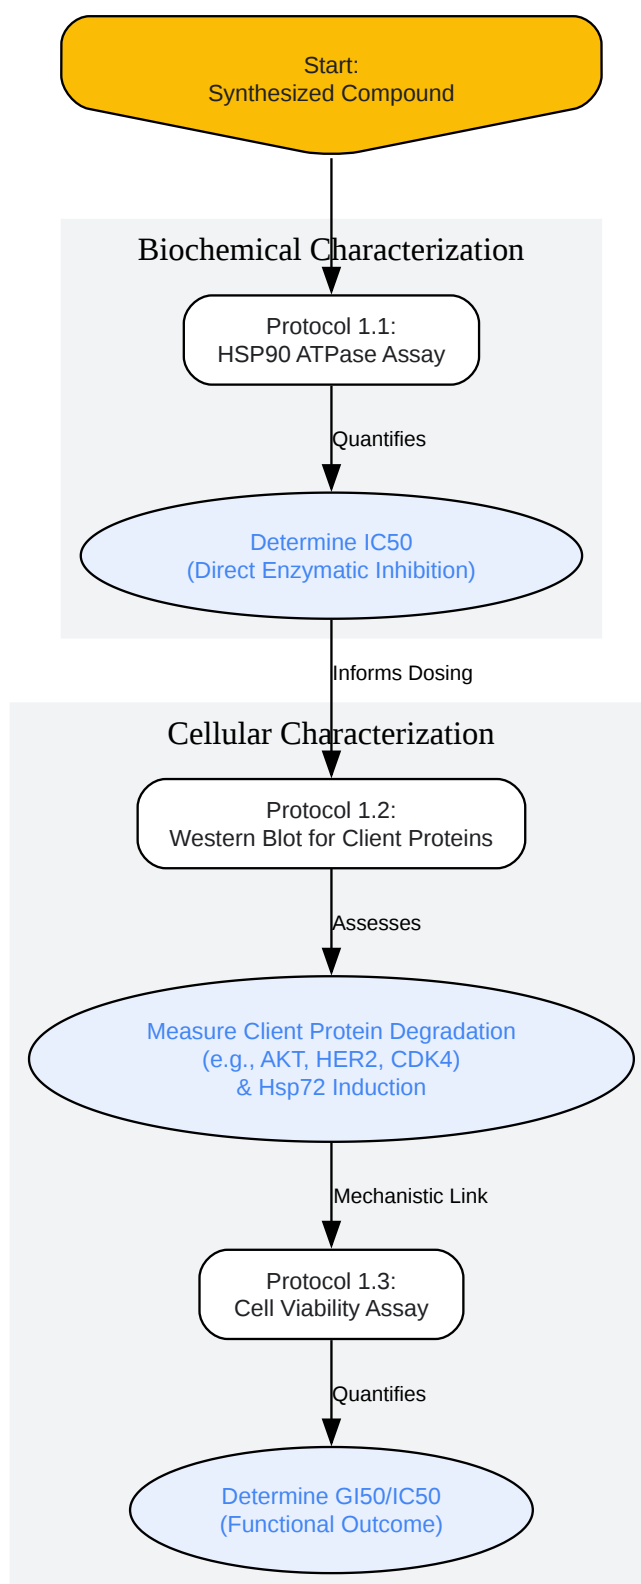 Start:
Synthesized Compound
Biochemical Characterization
Protocol 1.1:
HSP90 ATPase Assay
Quantifies
Determine IC50
(Direct Enzymatic Inhibition)
Informs Dosing
Cellular Characterization
Protocol 1.2:
Western Blot for Client Proteins
Assesses
Measure Client Protein Degradation
(e.g., AKT, HER2, CDK4)
& Hsp72 Induction
Mechanistic Link
Protocol 1.3:
Cell Viability Assay
Quantifies
Determine GI50/IC50
(Functional Outcome)